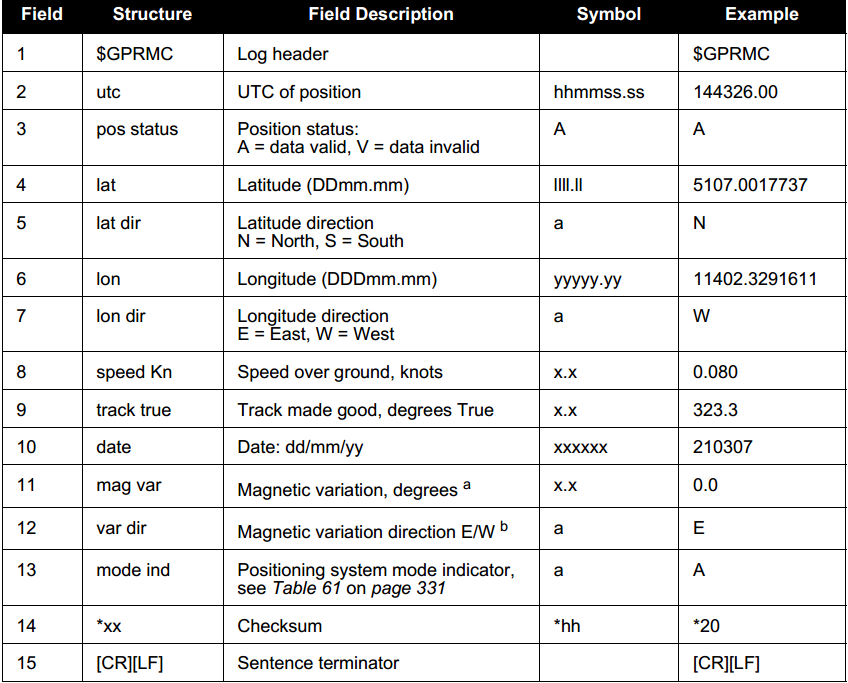 Field Structure Field Description Symbol Example
1 $GPRMC Log header $GPRMC
2 utc UTC of position hhmmss.ss 144326.00
3 pos status Position status: A A
A = data valid, V = data invalid
4 lat Latitude (DDmm.mm) llll.ll 5107.0017737
5 lat dir Latitude direction a N
N = North, S = South
6 lon Longitude (DDDmm.mm) yyyyy.yy 11402.3291611
7 lon dir Longitude direction a W
E = East, W = West
8 speed Kn Speed over ground, knots x.x 0.080
9 track true Track made good, degrees True x.x 323.3
10 date Date: dd/mm/yy xxxxxx 210307
11 mag var Magnetic variation, degrees a x.x 0.0
12 var dir Magnetic variation direction E/W b a E
13 mode ind Positioning system mode indicator, a A
see Table 61 on page 331
14 *xx Checksum *hh *20
15 [CR][LF] Sentence terminator [CR][LF]